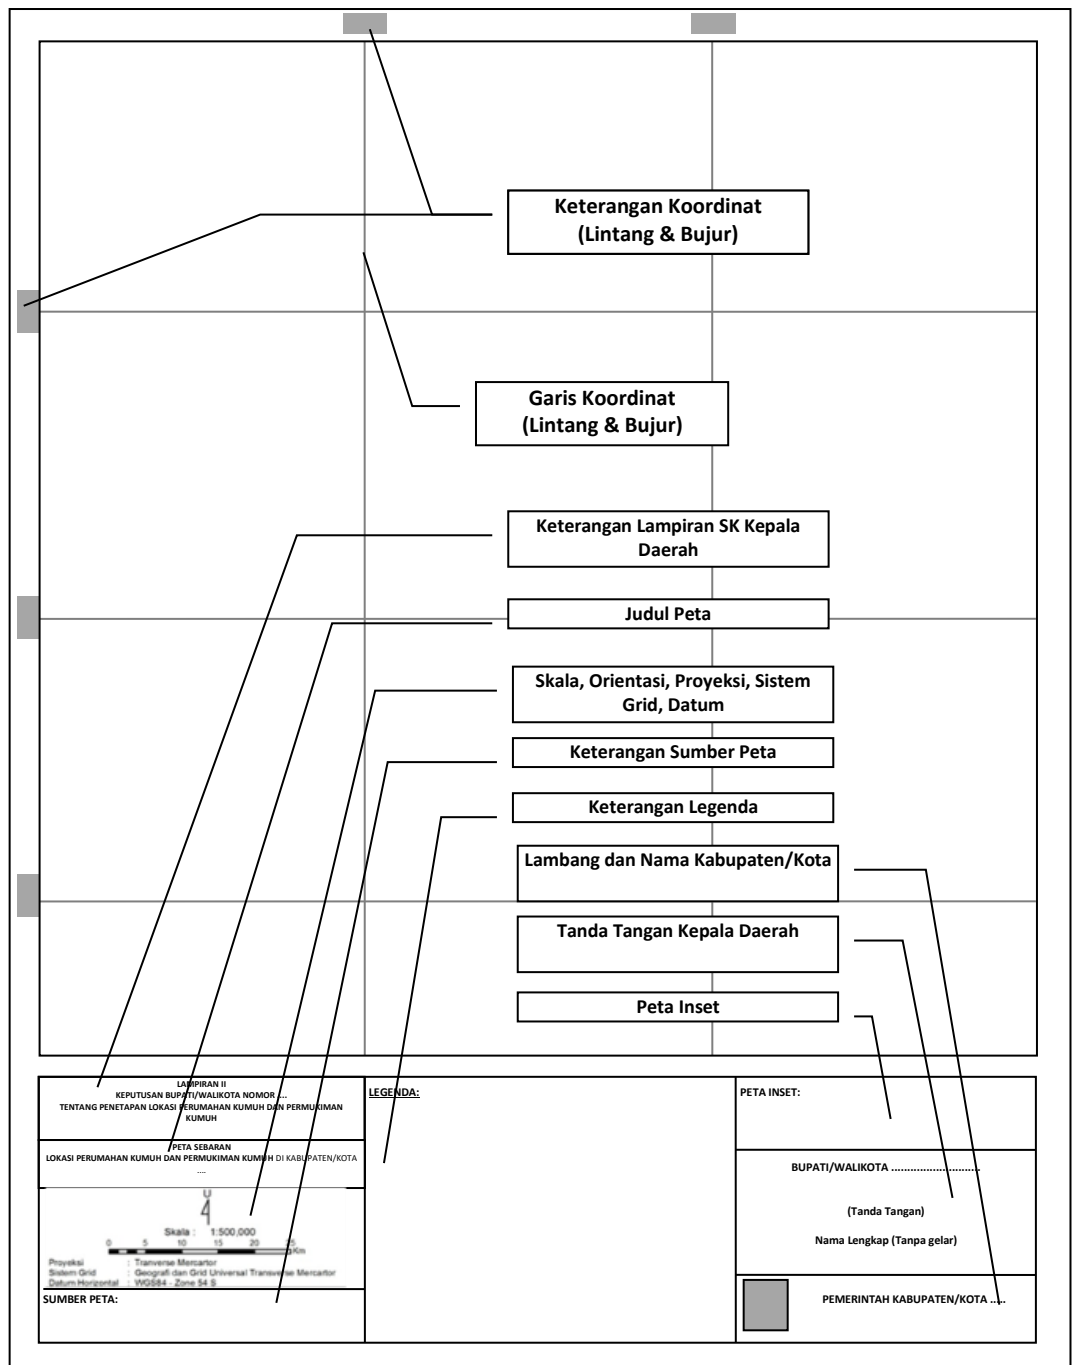 Keterangan Koordinat
(Lintang & Bujur)
Garis Koordinat
(Lintang & Bujur)
Keterangan Lampiran SK Kepala
Daerah
Judul Peta
Skala, Orientasi, Proyeksi, Sistem
Grid, Datum
Keterangan Sumber Peta
Keterangan Legenda
Lambang dan Nama Kabupaten/Kota
Tanda Tangan Kepala Daerah
Peta Inset
LAMPIRAN II
KEPUTUSAN BUPATI/WALIKOTA NOMOR ....
TENTANG PENETAPAN LOKASI PERUMAHAN KUMUH DAN PERMUKIMAN
KUMUH
PETA SEBARAN
LOKASI PERUMAHAN KUMUH DAN PERMUKIMAN KUMUH DI KABUPATEN/KOTA
....
U
Skala : 1:500,000
0 5 10 15 20 25
Km
Proyeksi : Tranverse Mercartor
Sistem Grid : Geografi dan Grid Universal Transverse Mercartor
Datum Horizontal : WGS84 - Zone 54 S
SUMBER PETA:
LEGENDA:
PETA INSET:
BUPATI/WALIKOTA ............................
(Tanda Tangan)
Nama Lengkap (Tanpa gelar)
PEMERINTAH KABUPATEN/KOTA .....